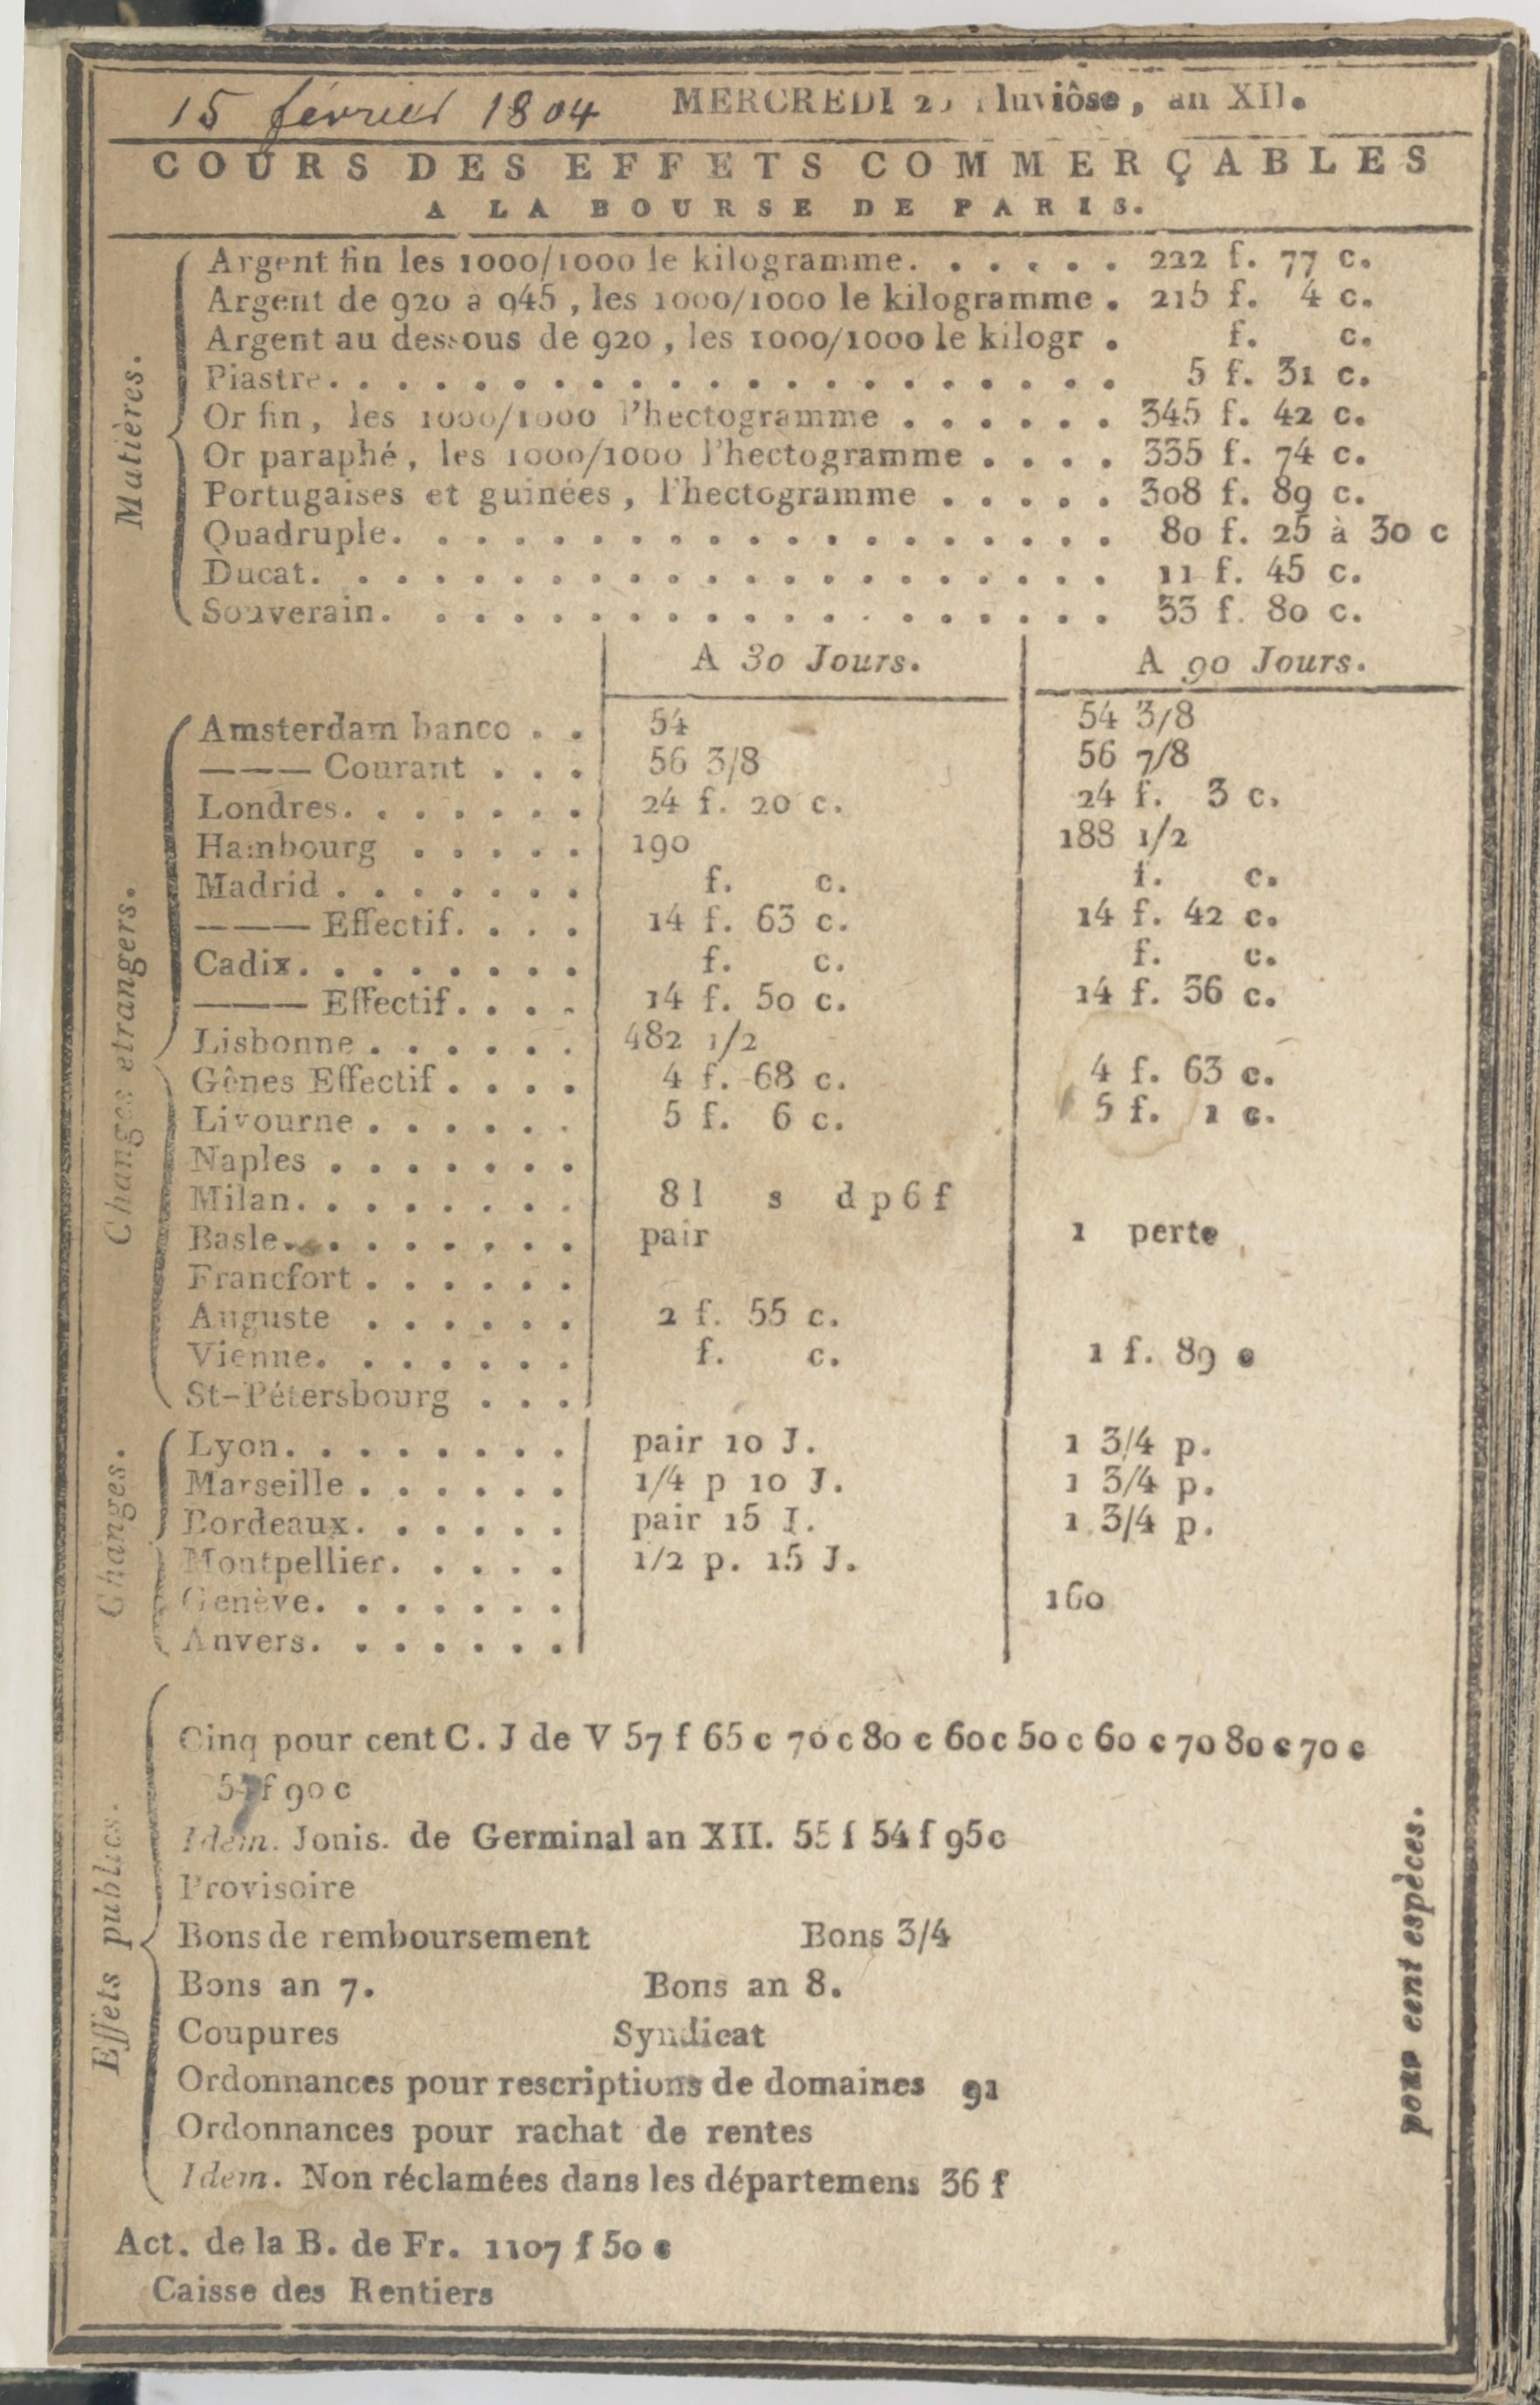 15 février 1804 MERCREDI luviôse, an XII.
COURS DES EFFETS COMMERÇABLES
A LA BOURSE DE PARIS.
Matières.
Argent fin les 1000/1000 le kilogramme. . . . . . 222 f. 77 c.
Argent de 920 à 945, les 1000/1000 le kilogramme . 215 f. 4 c.
Argent au dessous de 920, les 1000/1000 le kilogr . f. c.
Piastre. . . . . . . . . . . . . . . . . . . . . 5 f. 31 c.
Or fin, les 1000/1000 l'hectogramme . . . . . . 345 f. 42 c.
Or paraphé, les 1000/1000 l'hectogramme . . . . 335 f. 74 c.
Portugaises et guinées, l'hectogramme . . . . . 308 f. 89 c.
Quadruple. . . . . . . . . . . . . . . . . . . 80 f. 25 à 30 c
Ducat. . . . . . . . . . . . . . . . . . . . . 11 f. 45 c.
Souverain. . . . . . . . . . . . . . . . . . . 33 f. 80 c.
A 30 Jours. A 90 Jours.
Changes etrangers.
Amsterdam banco . . 54 54 3/8
——— Courant . . . 56 3/8 56 7/8
Londres. . . . . . . 24 f. 20 c. 24 f. 3 c.
Hambourg . . . . . 190 188 1/2
Madrid . . . . . . . f. c. f. c.
——— Effectif. . . . 14 f. 63 c. 14 f. 42 c.
Cadix. . . . . . . . f. c. f. c.
——— Effectif. . . . 14 f. 50 c. 14 f. 36 c.
Lisbonne . . . . . . 482 1/2
Gênes Effectif . . . . 4 f. 68 c. 4 f. 63 c.
Livourne . . . . . . 5 f. 6 c. 5 f. 1 c.
Naples . . . . . . .
Milan. . . . . . . . 8 l s d p 6 f
Basle. . . . . . . . pair 1 perte
Francfort . . . . . .
Auguste . . . . . . 2 f. 55 c.
Vienne. . . . . . . f. c. 1 f. 89 c
St-Pétersbourg . . .
Changes.
Lyon. . . . . . . . pair 10 J. 1 3/4 p.
Marseille . . . . . . 1/4 p 10 J. 1 3/4 p.
Bordeaux. . . . . . pair 15 J. 1 3/4 p.
Montpellier. . . . . 1/2 p. 15 J.
Genève. . . . . . . 160
Anvers. . . . . . .
Effets publics.
Cinq pour cent C. J de V 57 f 65 c 70 c 80 c 60 c 50 c 60 c 70 80 c 70 c
57 f 90 c
Idem. Jonis. de Germinal an XII. 55 f 54 f 95 c
Provisoire
Bons de remboursement Bons 3/4
Bons an 7. Bons an 8.
Coupures Syndicat
Ordonnances pour rescriptions de domaines 91
Ordonnances pour rachat de rentes
Idem. Non réclamées dans les départemens 36 f
pour cent espèces.
Act. de la B. de Fr. 1107 f 50 c
Caisse des Rentiers